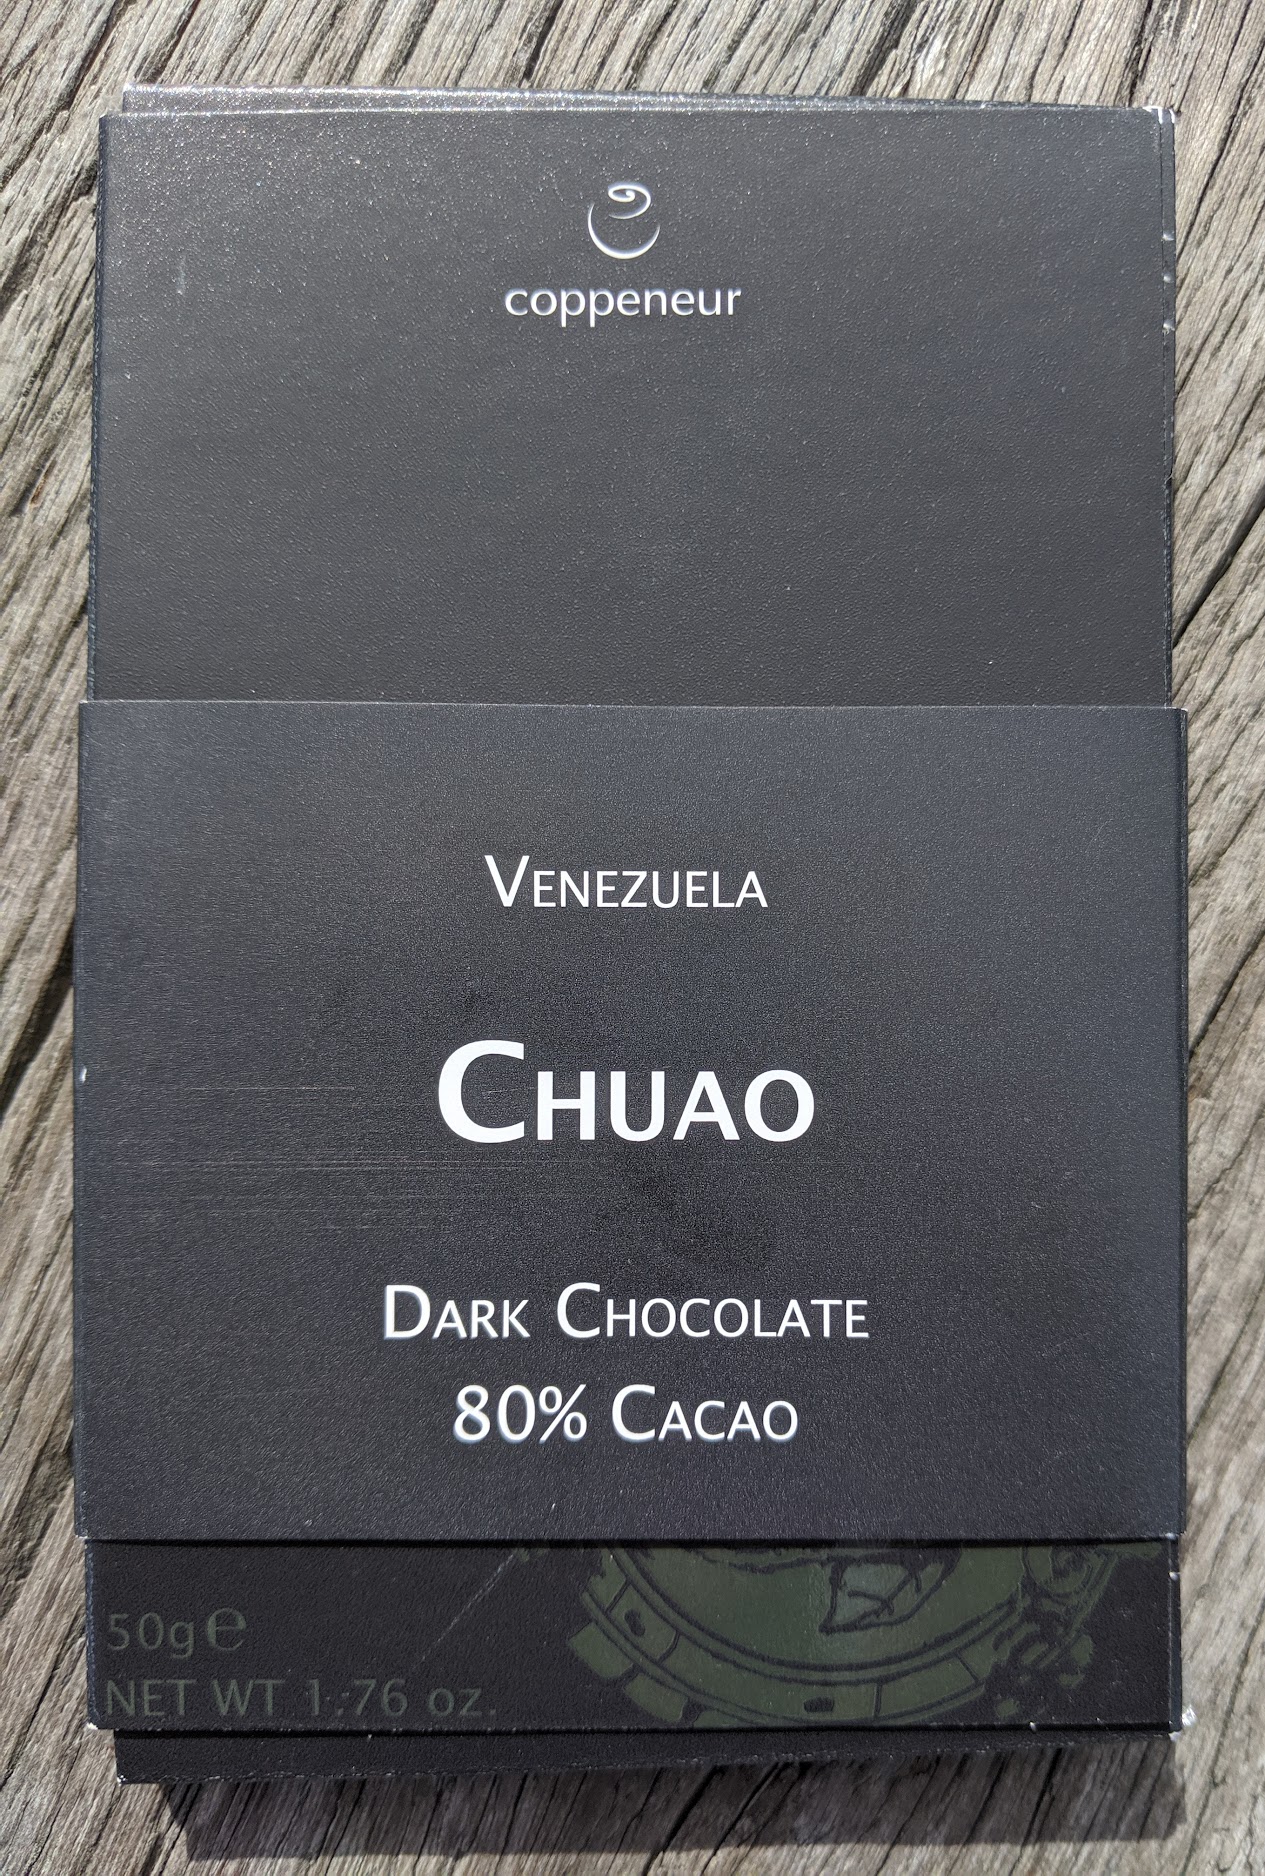 coppeneur
VENEZUELA
CHUAO
DARK CHOCOLATE
80% CACAO
50g ℮
NET WT 1.76 oz.